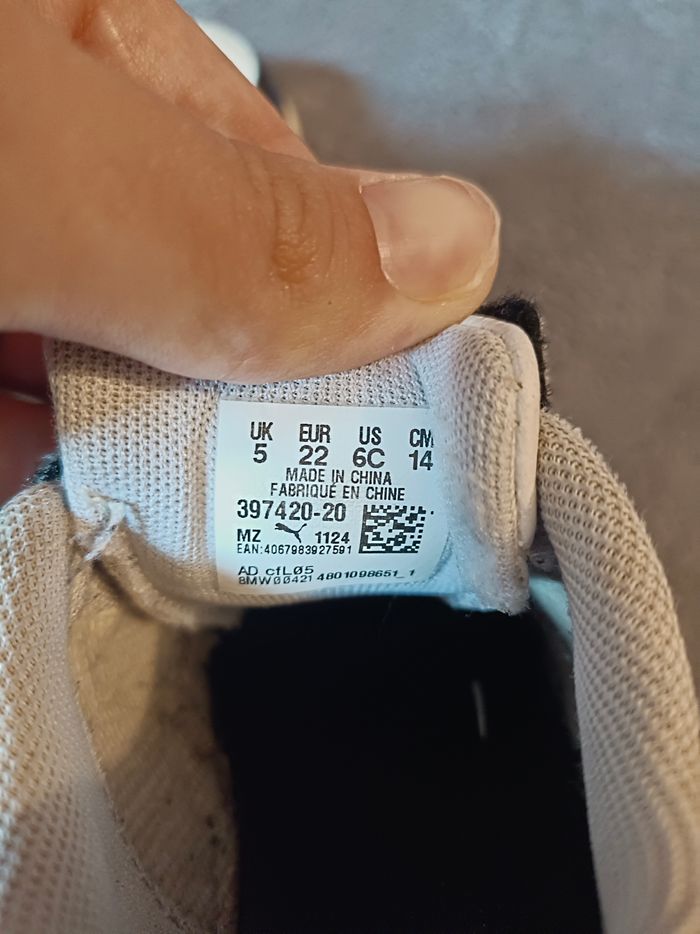 UK EUR US CM
5 22 6C 14
MADE IN CHINA
FABRIQUÉ EN CHINE
397420-20
MZ 1124
EAN:4067983927591
AD cfLØ5
8MW00421 4801098651_1